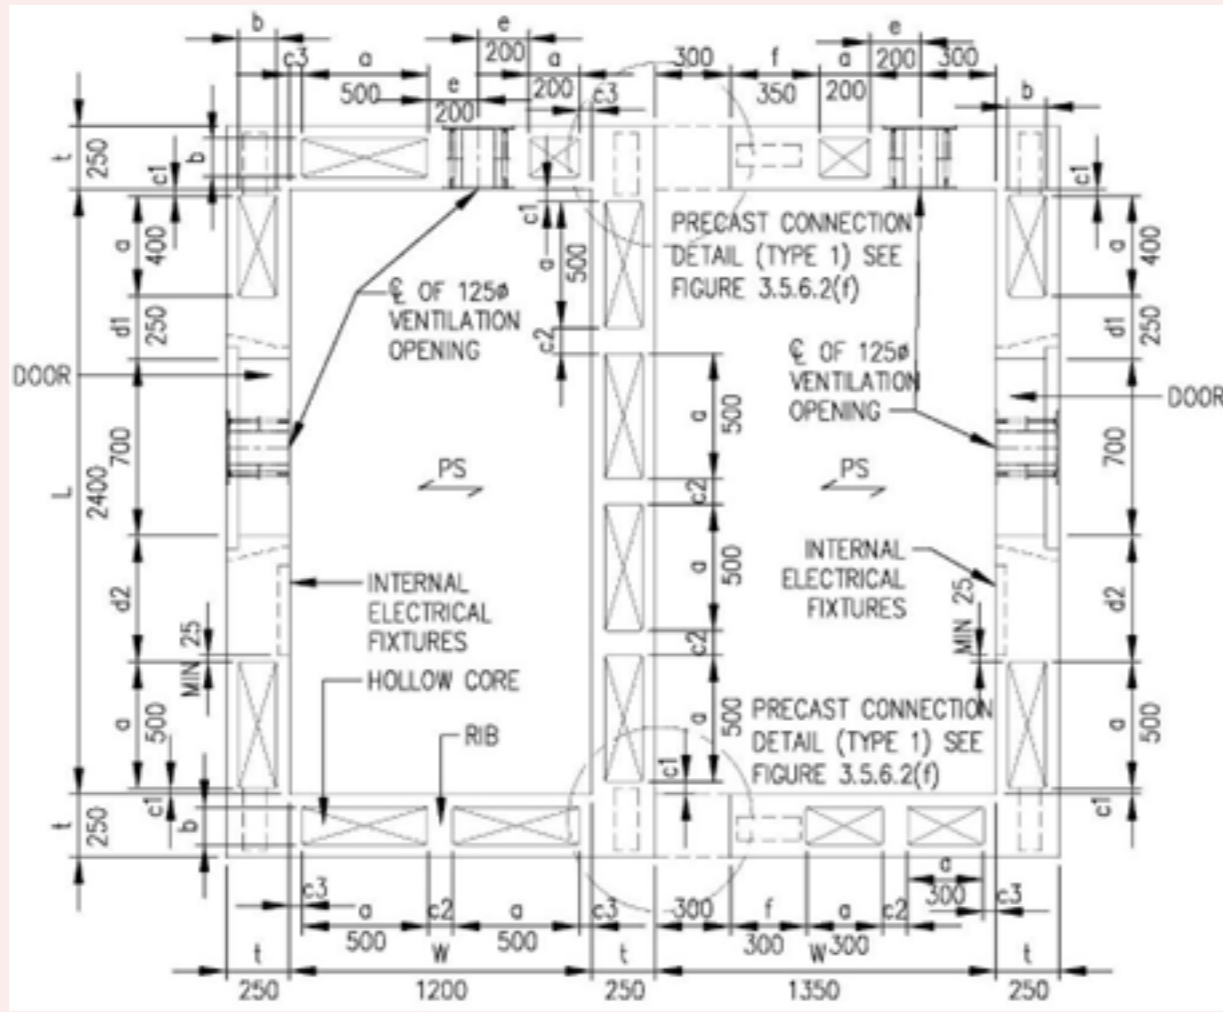 b
c3
a
500
e
200
e
200
a
200
c3
300
f
350
a
200
e
200
300
b
t
250
c1
b
c1
a
400
d1
250
DOOR
700
L
2400
d2
MIN 25
a
500
c1
t
250
b
c1
a
500
c2
PRECAST CONNECTION
DETAIL (TYPE 1) SEE
FIGURE 3.5.6.2(f)
℄ OF 125ø
VENTILATION
OPENING
℄ OF 125ø
VENTILATION
OPENING
a
500
c2
PS
PS
a
500
c2
INTERNAL
ELECTRICAL
FIXTURES
INTERNAL
ELECTRICAL
FIXTURES
HOLLOW CORE
RIB
a
500
c1
PRECAST CONNECTION
DETAIL (TYPE 1) SEE
FIGURE 3.5.6.2(f)
a
400
d1
250
DOOR
700
d2
MIN 25
a
500
c1
c3
a
500
c2
a
500
c3
300
f
300
a
300
c2
a
300
c3
t
250
W
1200
t
250
W
1350
t
250